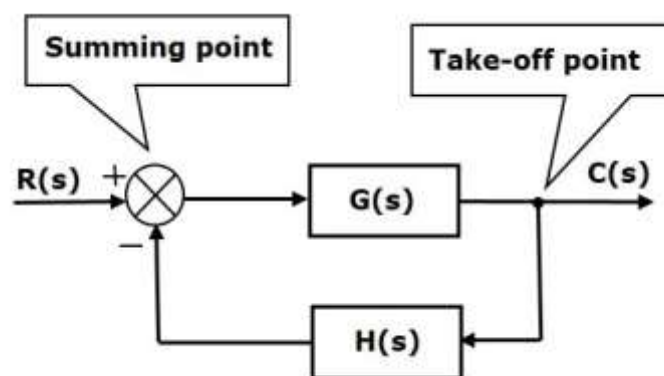 Summing point
Take-off point
R(s)
+
G(s)
C(s)
−
H(s)